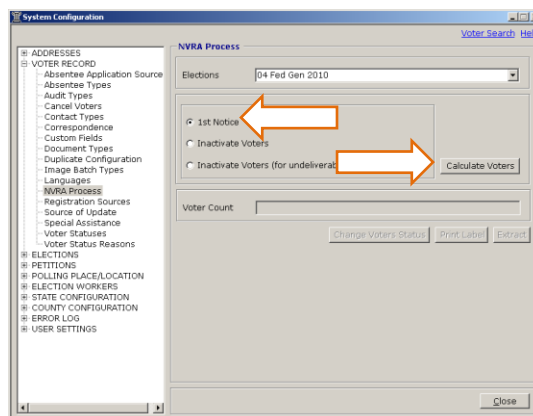 System Configuration
Voter Search Hel
ADDRESSES
VOTER RECORD
Absentee Application Source
Absentee Types
Audit Types
Cancel Voters
Contact Types
Correspondence
Custom Fields
Document Types
Duplicate Configuration
Image Batch Types
Languages
NVRA Process
Registration Sources
Source of Update
Special Assistance
Voter Statuses
Voter Status Reasons
ELECTIONS
PETITIONS
POLLING PLACE/LOCATION
ELECTION WORKERS
STATE CONFIGURATION
COUNTY CONFIGURATION
ERROR LOG
USER SETTINGS
NVRA Process
Elections 04 Fed Gen 2010
1st Notice
Inactivate Voters
Inactivate Voters (for undeliverab
Calculate Voters
Voter Count
Change Voters Status Print Label Extract
Close